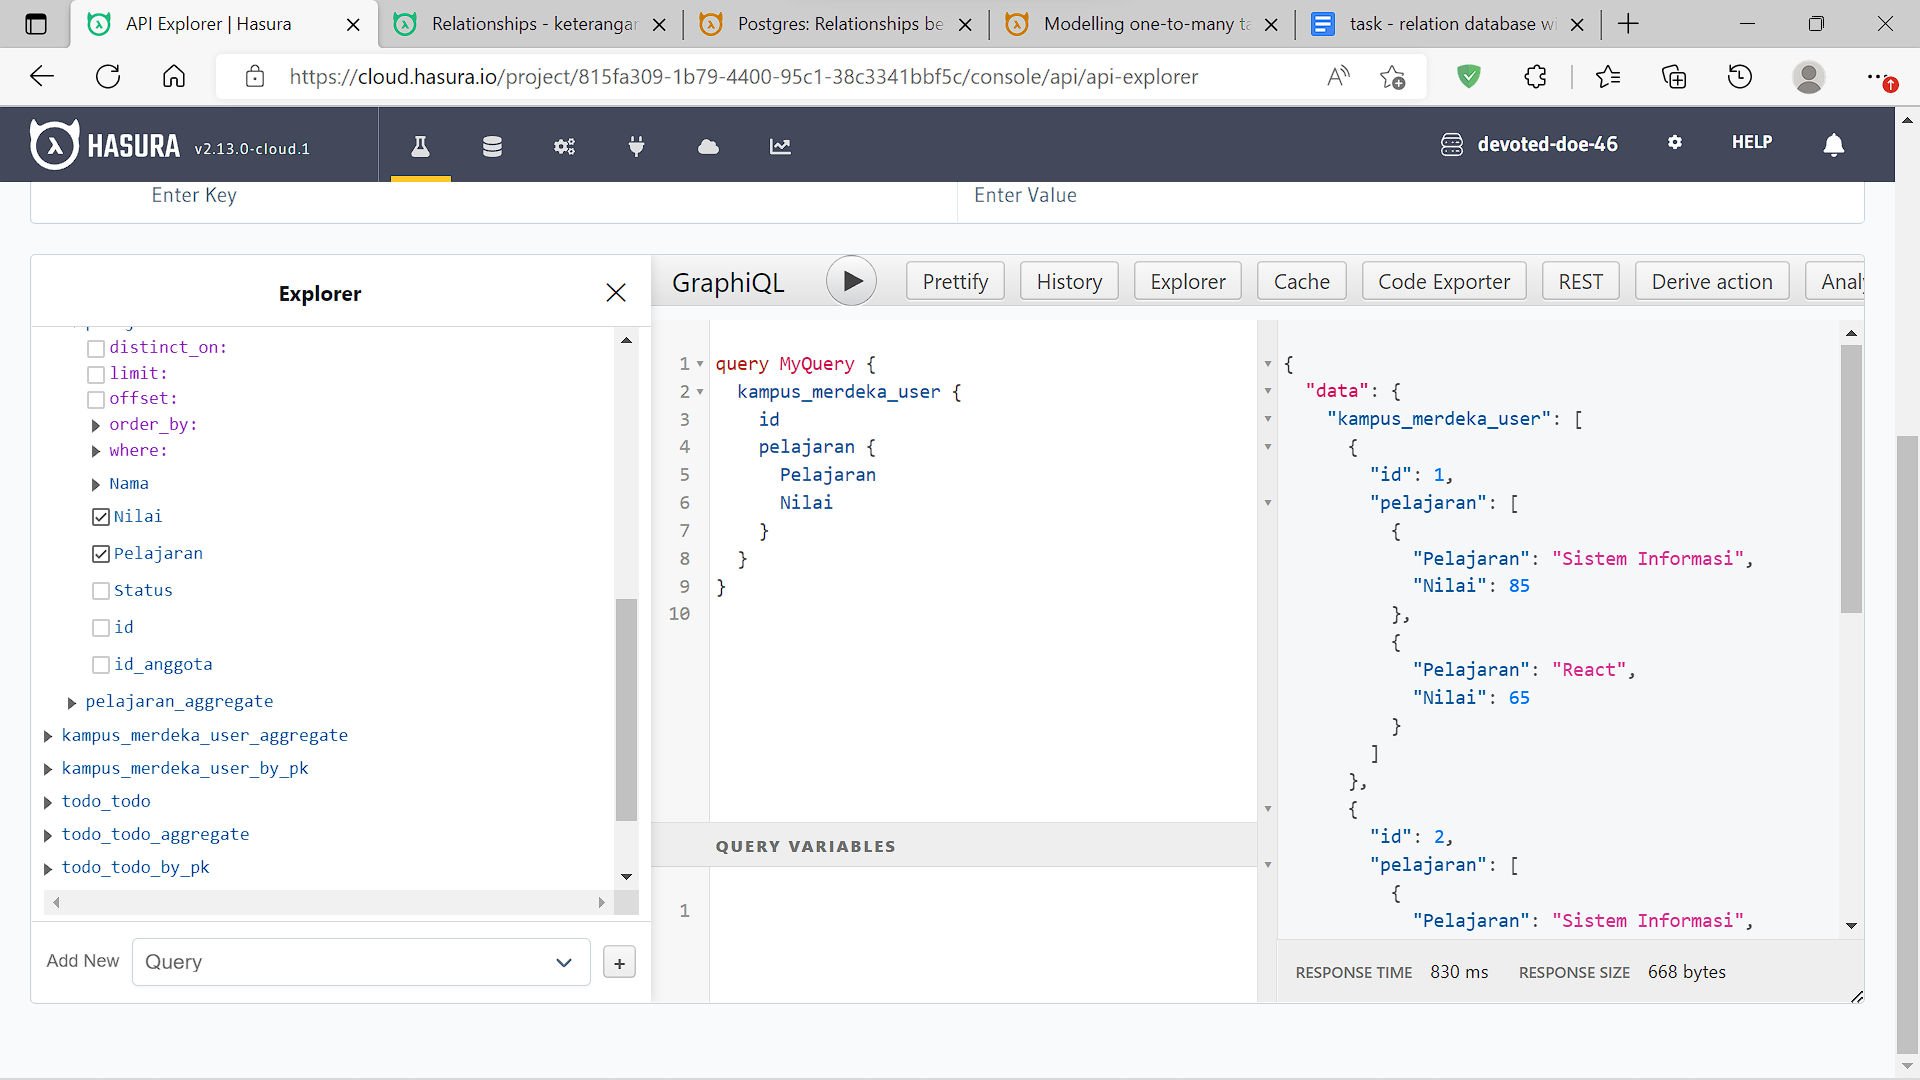 API Explorer | Hasura
Relationships - keterangar
Postgres: Relationships be
Modelling one-to-many ta
task - relation database wi
https://cloud.hasura.io/project/815fa309-1b79-4400-95c1-38c3341bbf5c/console/api/api-explorer
HASURA v2.13.0-cloud.1
devoted-doe-46
HELP
Enter Key
Enter Value
Explorer
distinct_on:
limit:
offset:
order_by:
where:
Nama
Nilai
Pelajaran
Status
id
id_anggota
pelajaran_aggregate
kampus_merdeka_user_aggregate
kampus_merdeka_user_by_pk
todo_todo
todo_todo_aggregate
todo_todo_by_pk
Add New
Query
+
GraphiQL
Prettify
History
Explorer
Cache
Code Exporter
REST
Derive action
Analy
1 query MyQuery {
2 kampus_merdeka_user {
3 id
4 pelajaran {
5 Pelajaran
6 Nilai
7 }
8 }
9 }
10
QUERY VARIABLES
1
{
"data": {
"kampus_merdeka_user": [
{
"id": 1,
"pelajaran": [
{
"Pelajaran": "Sistem Informasi",
"Nilai": 85
},
{
"Pelajaran": "React",
"Nilai": 65
}
]
},
{
"id": 2,
"pelajaran": [
{
"Pelajaran": "Sistem Informasi",
RESPONSE TIME 830 ms RESPONSE SIZE 668 bytes